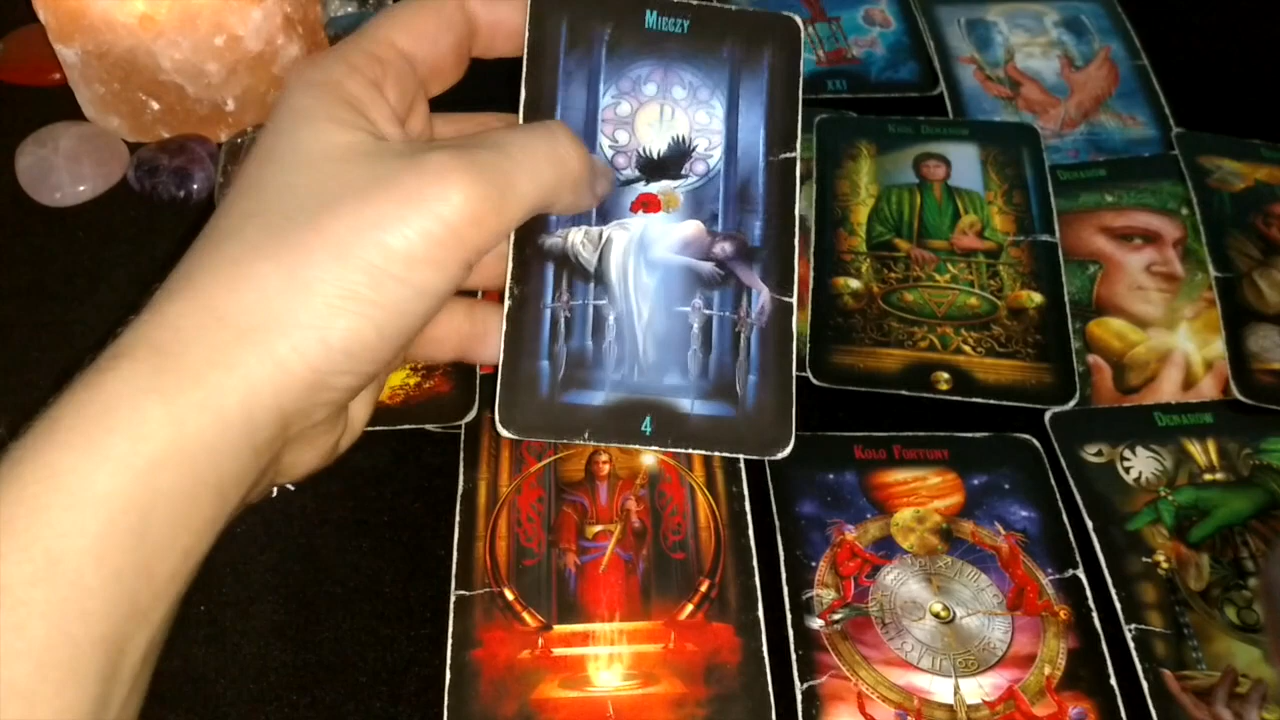 MIECZY
4
XXI
KRÓL DENARÓW
DENARÓW
KOŁO FORTUNY
DENARÓW